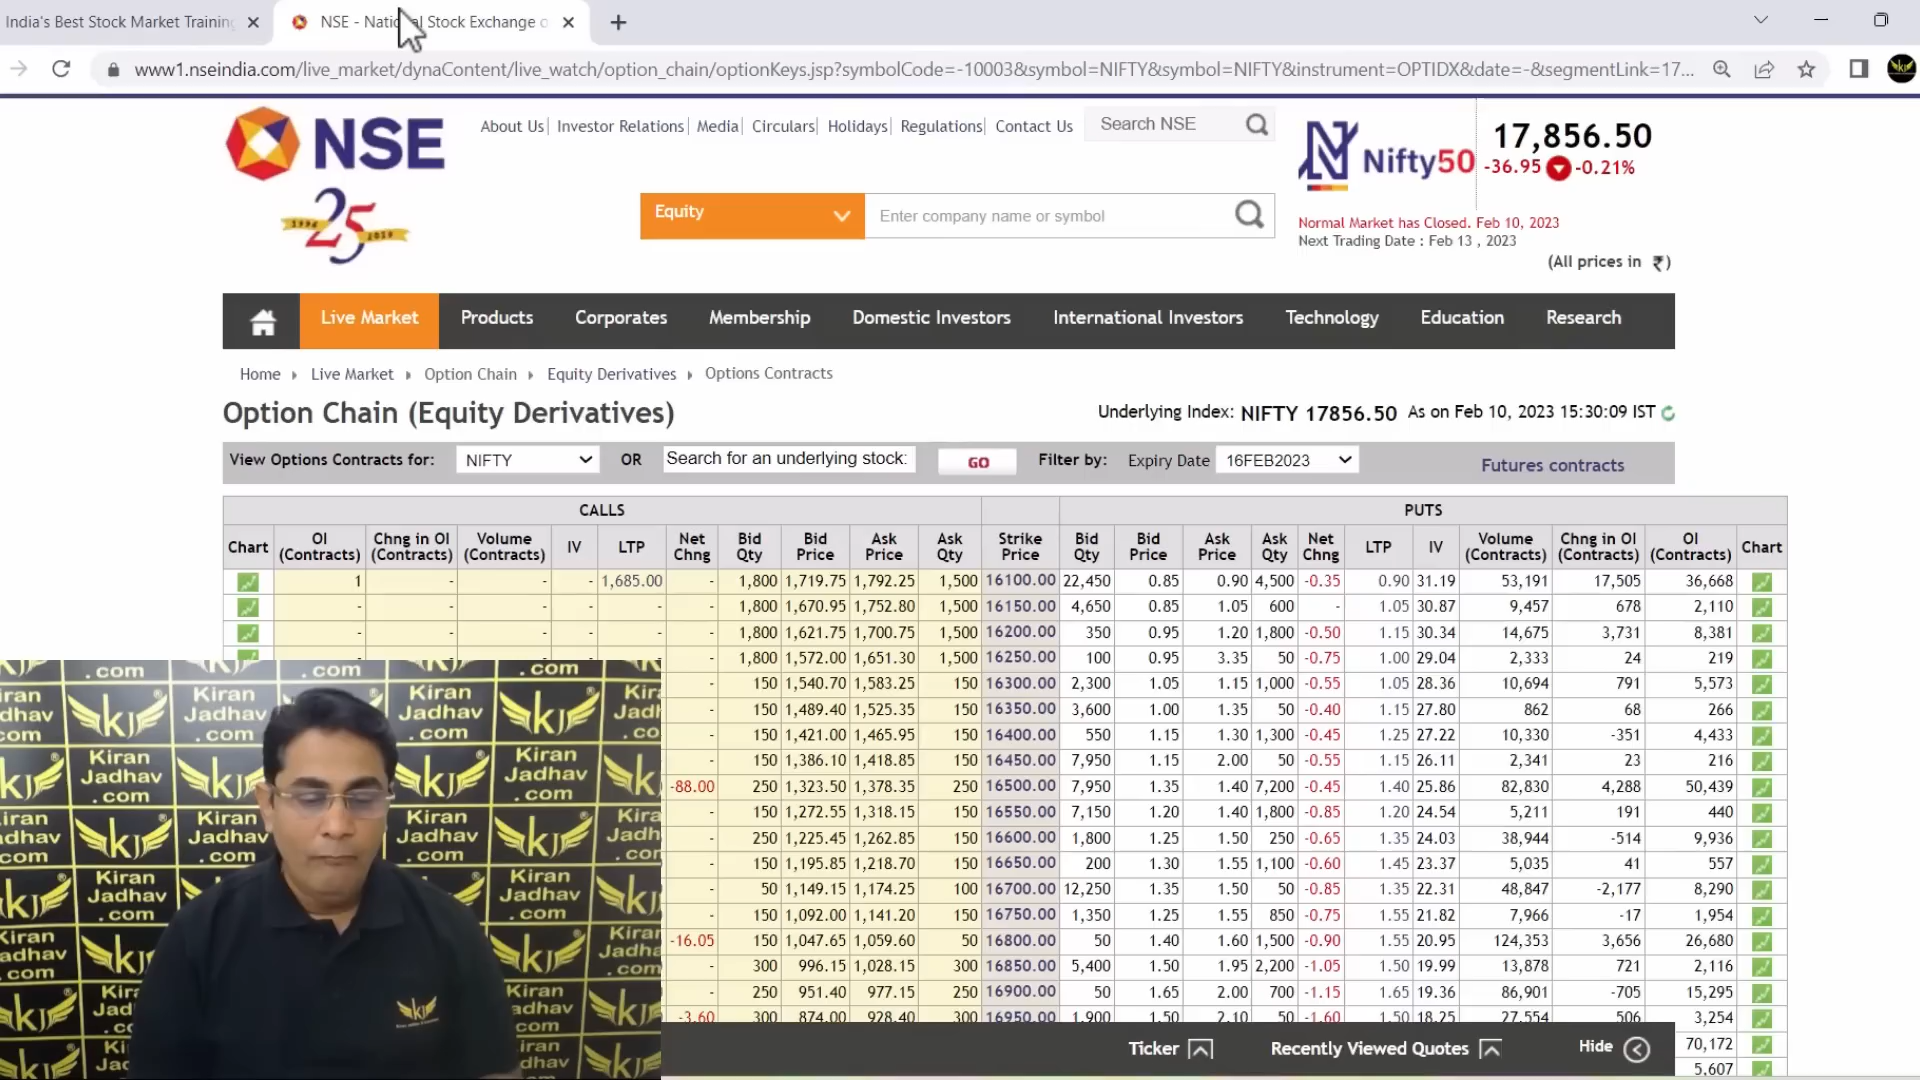 India's Best Stock Market Training
NSE - National Stock Exchange o
www1.nseindia.com/live_market/dynaContent/live_watch/option_chain/optionKeys.jsp?symbolCode=-10003&symbol=NIFTY&symbol=NIFTY&instrument=OPTIDX&date=-&segmentLink=17...
NSE
25
About Us | Investor Relations | Media | Circulars | Holidays | Regulations | Contact Us
Search NSE
Equity
Enter company name or symbol
Nifty50
17,856.50
-36.95 -0.21%
Normal Market has Closed. Feb 10, 2023
Next Trading Date : Feb 13 , 2023
(All prices in ₹)
Live Market Products Corporates Membership Domestic Investors International Investors Technology Education Research
Home Live Market Option Chain Equity Derivatives Options Contracts
Option Chain (Equity Derivatives)
Underlying Index: NIFTY 17856.50 As on Feb 10, 2023 15:30:09 IST
View Options Contracts for: NIFTY OR Search for an underlying stock: GO Filter by: Expiry Date 16FEB2023 Futures contracts
CALLS PUTS
Chart OI (Contracts) Chng in OI (Contracts) Volume (Contracts) IV LTP Net Chng Bid Qty Bid Price Ask Price Ask Qty Strike Price Bid Qty Bid Price Ask Price Ask Qty Net Chng LTP IV Volume (Contracts) Chng in OI (Contracts) OI (Contracts) Chart
1 - - - 1,685.00 - 1,800 1,719.75 1,792.25 1,500 16100.00 22,450 0.85 0.90 4,500 -0.35 0.90 31.19 53,191 17,505 36,668
- - - - - - 1,800 1,670.95 1,752.80 1,500 16150.00 4,650 0.85 1.05 600 - 1.05 30.87 9,457 678 2,110
- - - - - - 1,800 1,621.75 1,700.75 1,500 16200.00 350 0.95 1.20 1,800 -0.50 1.15 30.34 14,675 3,731 8,381
- - - - - - 1,800 1,572.00 1,651.30 1,500 16250.00 100 0.95 3.35 50 -0.75 1.00 29.04 2,333 24 219
- 150 1,540.70 1,583.25 150 16300.00 2,300 1.05 1.15 1,000 -0.55 1.05 28.36 10,694 791 5,573
- 150 1,489.40 1,525.35 150 16350.00 3,600 1.00 1.35 50 -0.40 1.15 27.80 862 68 266
- 150 1,421.00 1,465.95 150 16400.00 550 1.15 1.30 1,300 -0.45 1.25 27.22 10,330 -351 4,433
- 150 1,386.10 1,418.85 150 16450.00 7,950 1.15 2.00 50 -0.55 1.15 26.11 2,341 23 216
-88.00 250 1,323.50 1,378.35 250 16500.00 7,950 1.35 1.40 7,200 -0.45 1.40 25.86 82,830 4,288 50,439
- 150 1,272.55 1,318.15 150 16550.00 7,150 1.20 1.40 1,800 -0.85 1.20 24.54 5,211 191 440
- 250 1,225.45 1,262.85 150 16600.00 1,800 1.25 1.50 250 -0.65 1.35 24.03 38,944 -514 9,936
- 150 1,195.85 1,218.70 150 16650.00 200 1.30 1.55 1,100 -0.60 1.45 23.37 5,035 41 557
- 50 1,149.15 1,174.25 100 16700.00 12,250 1.35 1.50 50 -0.85 1.35 22.31 48,847 -2,177 8,290
- 150 1,092.00 1,141.20 150 16750.00 1,350 1.25 1.55 850 -0.75 1.55 21.82 7,966 -17 1,954
-16.05 150 1,047.65 1,059.60 50 16800.00 50 1.40 1.60 1,500 -0.90 1.55 20.95 124,353 3,656 26,680
- 300 996.15 1,028.15 300 16850.00 5,400 1.50 1.95 2,200 -1.05 1.50 19.99 13,878 721 2,116
- 250 951.40 977.15 250 16900.00 50 1.65 2.00 700 -1.15 1.65 19.36 86,901 -705 15,295
-3.60 300 874.00 928.40 300 16950.00 1,900 1.50 2.10 50 -1.60 1.50 18.25 27,554 506 3,254
70,172
5,607
Ticker Recently Viewed Quotes Hide
Kiran
Jadhav
.com
KJ